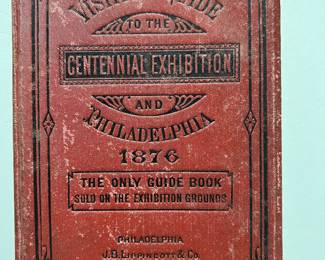 VISITORS' GUIDE
TO THE
CENTENNIAL EXHIBITION
AND
PHILADELPHIA
1876
THE ONLY GUIDE BOOK
SOLD ON THE EXHIBITION GROUNDS
PHILADELPHIA
J.B. LIPPINCOTT & CO.